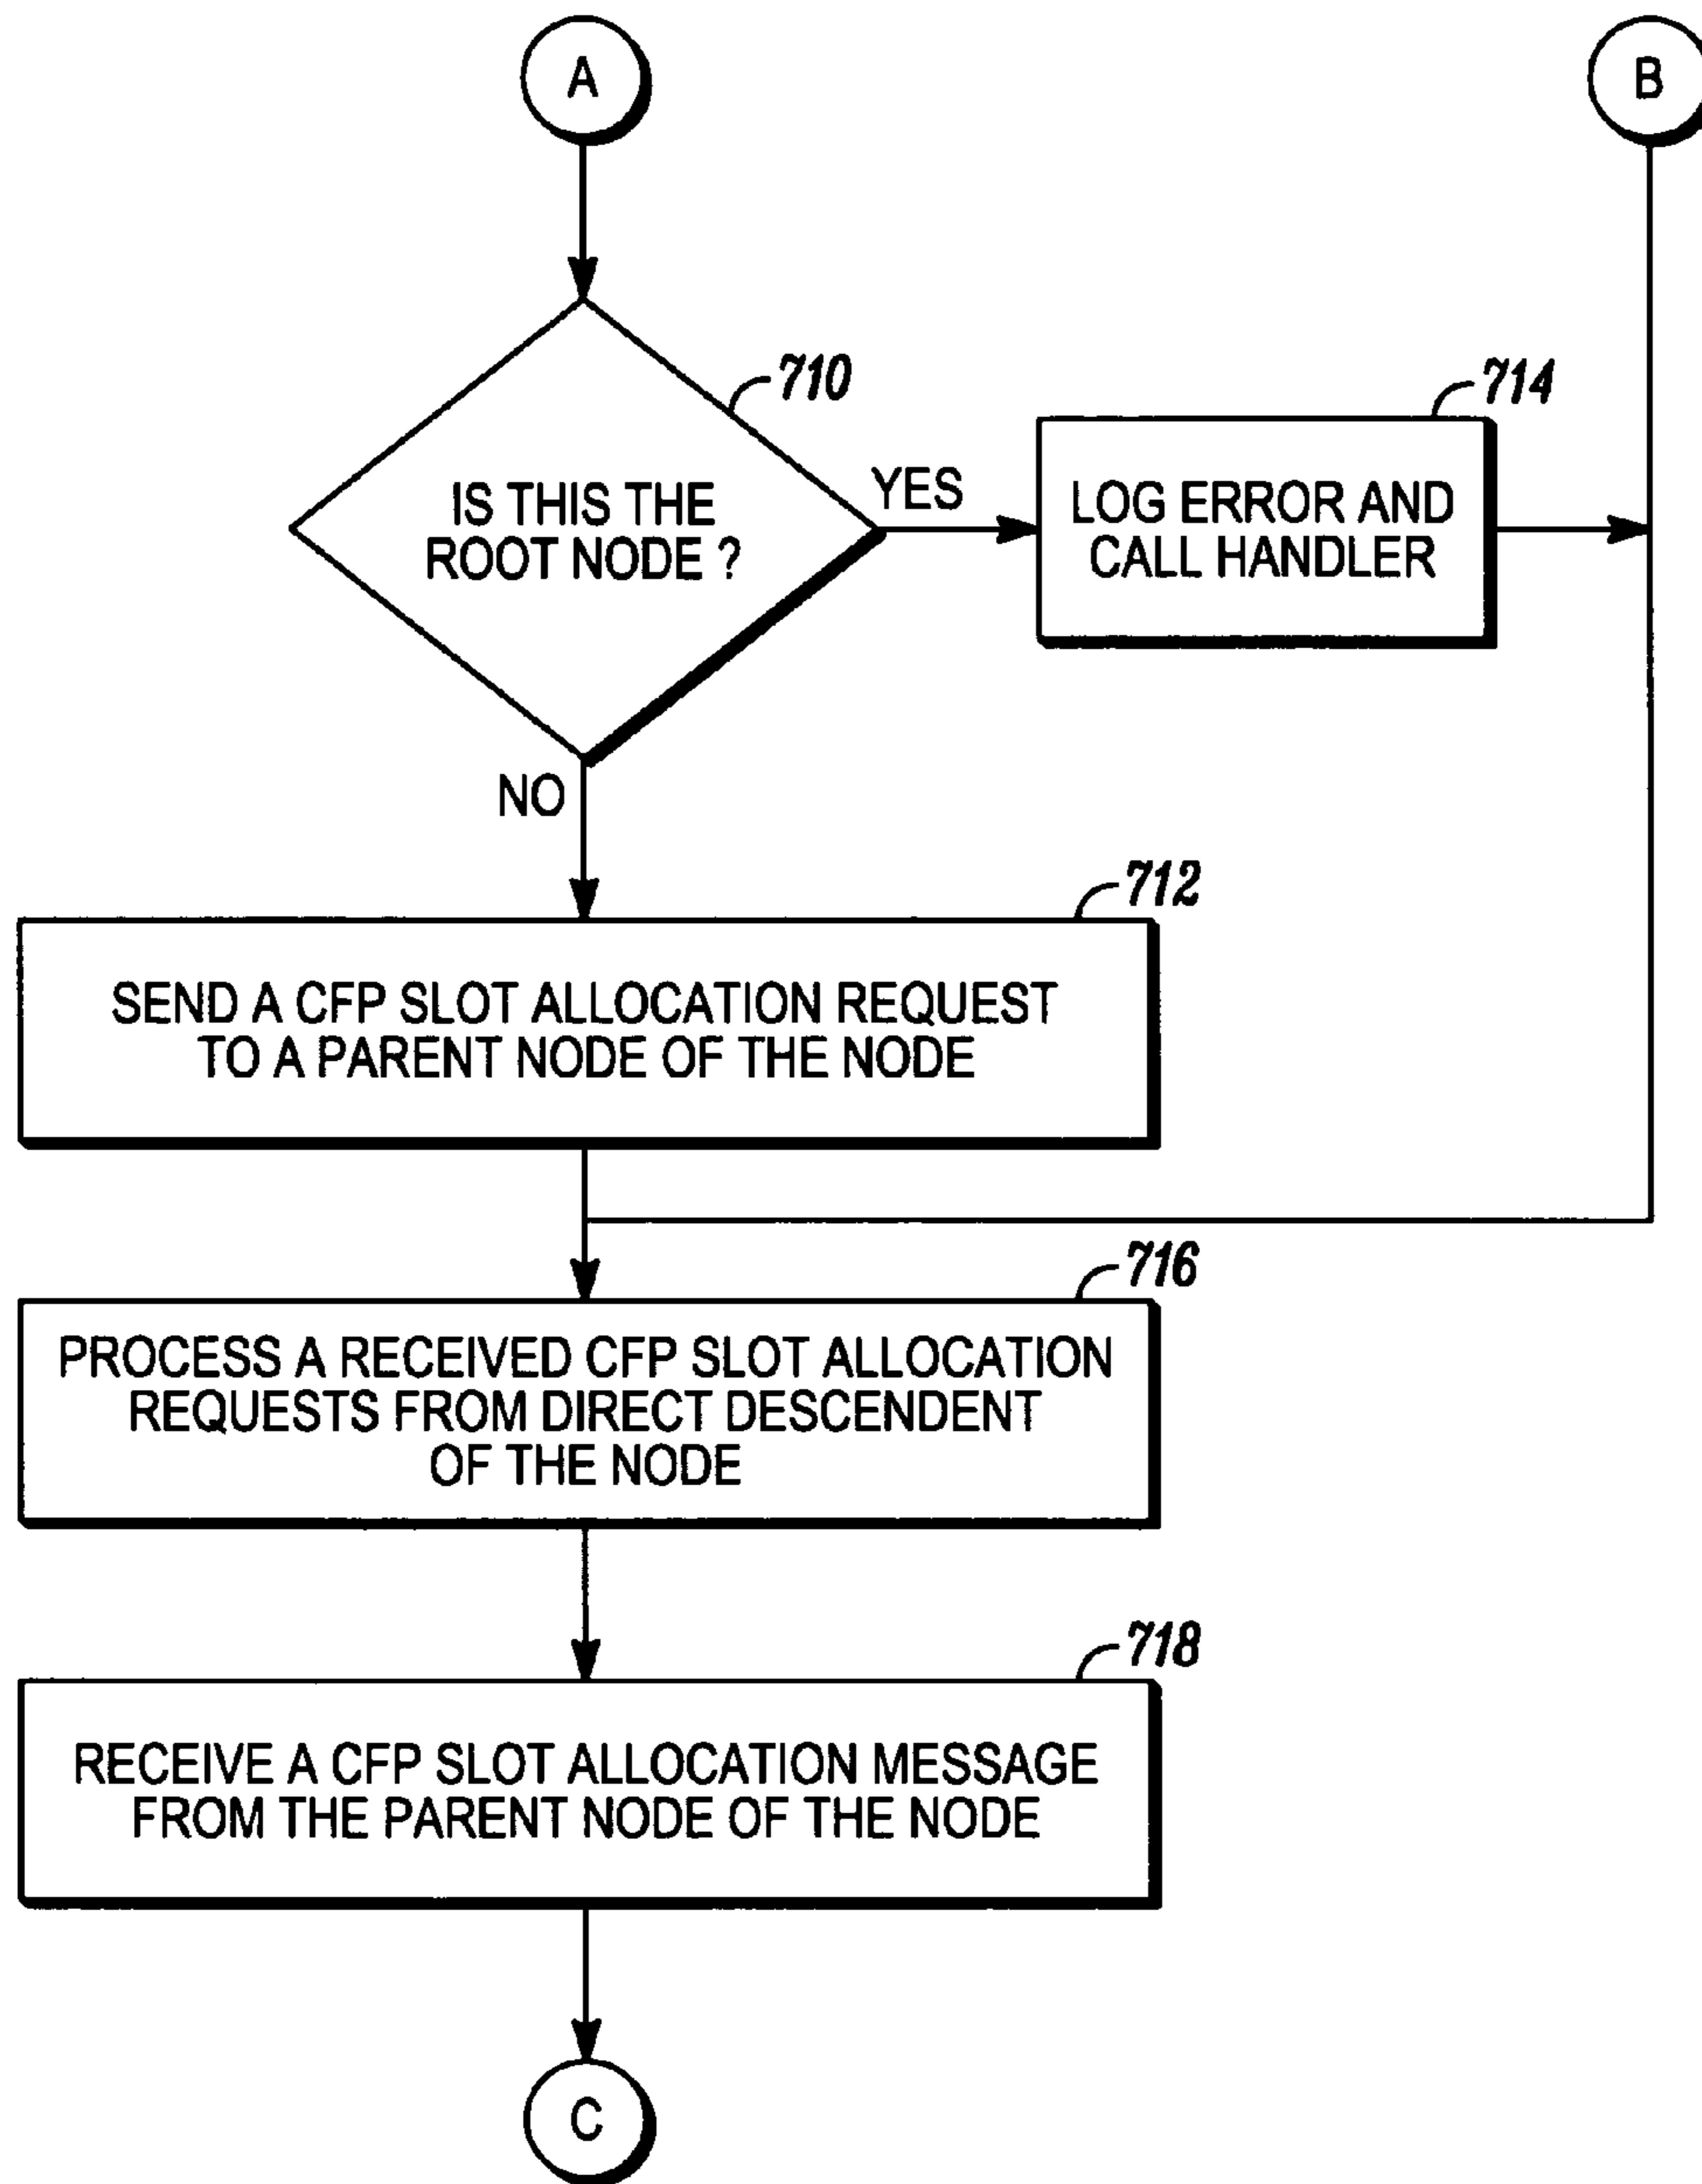 A
B
710
714
IS THIS THE
ROOT NODE ?
YES
LOG ERROR AND
CALL HANDLER
NO
712
SEND A CFP SLOT ALLOCATION REQUEST
TO A PARENT NODE OF THE NODE
716
PROCESS A RECEIVED CFP SLOT ALLOCATION
REQUESTS FROM DIRECT DESCENDENT
OF THE NODE
718
RECEIVE A CFP SLOT ALLOCATION MESSAGE
FROM THE PARENT NODE OF THE NODE
C